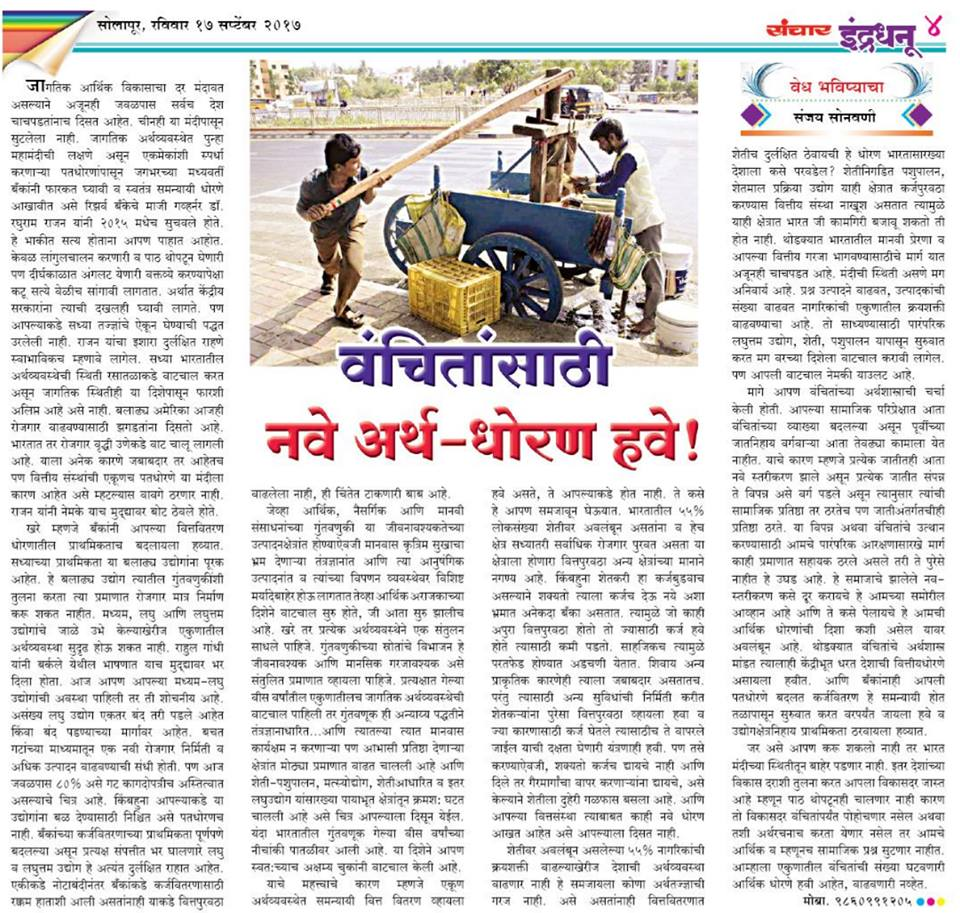 सोलापूर, रविवार १७ सप्टेंबर २०१७
संचार इंद्रधनू ४
वेध भविष्याचा
संजय सोनवणी
वंचितांसाठी
नवे अर्थ-धोरण हवे!
जागतिक आर्थिक विकासाचा दर मंदावत
असल्याने अजूनही जवळपास सर्वच देश
चाचपडतांनाच दिसत आहेत. चीनही या मंदीपासून
सुटलेला नाही. जागतिक अर्थव्यवस्थेत पुन्हा
महामंदीची लक्षणे असून एकमेकांशी स्पर्धा
करणाऱ्या पतधोरणांपासून जगभरच्या मध्यवर्ती
बँकांनी फारकत घ्यावी व स्वतंत्र समन्यायी धोरणे
आखावीत असे रिझर्व बँकेचे माजी गव्हर्नर डॉ.
रघुराम राजन यांनी २०१५ मधेच सुचवले होते.
हे भाकीत सत्य होताना आपण पाहात आहोत.
केवळ लांगुलचालन करणारी व पाठ थोपटून घेणारी
पण दीर्घकाळात अंगलट येणारी वक्तव्ये करण्यापेक्षा
कटू सत्ये वेळीच सांगावी लागतात. अर्थात केंद्रीय
सरकारांना त्याची दखलही घ्यावी लागते. पण
आपल्याकडे सध्या तज्ज्ञांचे ऐकून घेण्याची पद्धत
उरलेली नाही. राजन यांचा इशारा दुर्लक्षित राहणे
स्वाभाविकच म्हणावे लागेल. सध्या भारतातील
अर्थव्यवस्थेची स्थिती रसातळाकडे वाटचाल करत
असून जागतिक स्थितीही या दिशेपासून फारशी
अलिप्त आहे असे नाही. बलाढ्य अमेरिका आजही
रोजगार वाढवण्यासाठी झगडतांना दिसतो आहे.
भारतात तर रोजगार वृद्धी उणेकडे वाट चालू लागली
आहे. याला अनेक कारणे जबाबदार तर आहेतच
पण वित्तीय संस्थांची एकूणच पतधोरणे या मंदीला
कारण आहेत असे म्हटल्यास वावगे ठरणार नाही.
राजन यांनी नेमके याच मुद्द्यावर बोट ठेवले होते.
खरे म्हणजे बँकांनी आपल्या वित्तवितरण
धोरणातील प्राथमिकताच बदलायला हव्यात.
सध्याच्या प्राथमिकता या बलाढ्य उद्योगांना पूरक
आहेत. हे बलाढ्य उद्योग त्यातील गुंतवणुकीशी
तुलना करता त्या प्रमाणात रोजगार मात्र निर्माण
करू शकत नाहीत. मध्यम, लघु आणि लघुत्तम
उद्योगांचे जाळे उभे केल्याखेरीज एकुणातील
अर्थव्यवस्था सुदृढ होऊ शकत नाही. राहुल गांधी
यांनी बर्कले येथील भाषणात याच मुद्द्यावर भर
दिला होता. आज आपण आपल्या मध्यम-लघु
उद्योगांची अवस्था पाहिली तर ती शोचनीय आहे.
असंख्य लघु उद्योग एकतर बंद तरी पडले आहेत
किंवा बंद पडण्याच्या मार्गावर आहेत. बचत
गटांच्या माध्यमातून एक नवी रोजगार निर्मिती व
अधिक उत्पादन वाढवण्याची संधी होती. पण आज
जवळपास ८०% असे गट कागदोपत्रीच अस्तित्वात
असल्याचे चित्र आहे. किंबहुना आपल्याकडे या
उद्योगांना बळ देण्यासाठी निश्चित असे पतधोरणच
नाही. बँकांच्या कर्जवितरणाच्या प्राथमिकता पूर्णपणे
बदलल्या असून प्रत्यक्ष संपत्तीत भर घालणारे लघु
व लघुत्तम उद्योग हे अत्यंत दुर्लक्षित राहात आहेत.
एकीकडे नोटाबंदीनंतर बँकांकडे कर्जवितरणासाठी
रक्कम हाताशी आली असतांनाही याकडे वित्तपुरवठा
वाढलेला नाही, ही चिंतेत टाकणारी बाब आहे.
जेव्हा आर्थिक, नैसर्गिक आणि मानवी
संसाधनांच्या गुंतवणुकी या जीवनावश्यकतेच्या
उत्पादनक्षेत्रांत होण्याऐवजी मानवास कृत्रिम सुखाचा
भ्रम देणाऱ्या तंत्रज्ञानांत आणि त्या आनुषंगिक
उत्पादनांत व त्यांच्या विपणन व्यवस्थेवर विशिष्ट
मर्यादेबाहेर होऊ लागतात तेव्हा आर्थिक अराजकाच्या
दिशेने वाटचाल सुरु होते, जी आता सुरु झालीच
आहे. खरे तर प्रत्येक अर्थव्यवस्थेने एक संतुलन
साधले पाहिजे. गुंतवणुकीच्या स्रोतांचे विभाजन हे
जीवनावश्यक आणि मानसिक गरजावश्यक असे
संतुलित प्रमाणात व्हायला पाहिजे. प्रत्यक्षात गेल्या
वीस वर्षांतील एकुणातीलच जागतिक अर्थव्यवस्थेची
वाटचाल पाहिली तर गुंतवणूक ही अन्याय्य पद्धतीने
तंत्रज्ञानाधारित...आणि त्यातल्या त्यात मानवास
कार्यक्षम न करणाऱ्या पण आभासी प्रतिष्ठा देणाऱ्या
क्षेत्रांत मोठ्या प्रमाणात वाढत चालली आहे आणि
शेती-पशुपालन, मत्स्योद्योग, शेतीआधारित व इतर
लघुउद्योग यांसारख्या पायाभूत क्षेत्रांतून क्रमश: घटत
चालली आहे असे चित्र आपल्याला दिसून येईल.
यंदा भारतातील गुंतवणूक गेल्या वीस वर्षांच्या
नीचांकी पातळीवर आली आहे. या दिशेने आपण
स्वत:च्याच अक्षम्य चुकांनी वाटचाल केली आहे.
याचे महत्त्वाचे कारण म्हणजे एकूण
अर्थव्यवस्थेत समन्यायी वित्त वितरण व्हायला
हवे असते, ते आपल्याकडे होत नाही. ते कसे
हे आपण समजावून घेऊयात. भारतातील ५५%
लोकसंख्या शेतीवर अवलंबून असतांना व हेच
क्षेत्र सध्यातरी सर्वाधिक रोजगार पुरवत असता या
क्षेत्राला होणारा वित्तपुरवठा अन्य क्षेत्रांच्या मानाने
नगण्य आहे. किंबहुना शेतकरी हा कर्जबुडवाच
असल्याने शक्यतो त्याला कर्जच देऊ नये अशा
भ्रमात अनेकदा बँका असतात. त्यामुळे जो काही
अपुरा वित्तपुरवठा होतो तो ज्यासाठी कर्ज हवे
होते त्यासाठी कमी पडतो. साहजिकच त्यामुळे
परतफेड होण्यात अडचणी येतात. शिवाय अन्य
प्राकृतिक कारणेही त्याला जबाबदार असतातच.
परंतु त्यासाठी अन्य सुविधांची निर्मिती करीत
शेतकऱ्यांना पुरेसा वित्तपुरवठा व्हायला हवा व
ज्या कारणासाठी कर्ज घेतले त्यासाठीच ते वापरले
जाईल याची दक्षता घेणारी यंत्रणाही हवी. पण तसे
करण्याऐवजी, शक्यतो कर्जच द्यायचे नाही आणि
दिले तर गैरमार्गांचा वापर करणाऱ्यांना द्यायचे, असे
केल्याने शेतीला दुहेरी गळफास बसला आहे. आणि
आपल्या वित्तसंस्था त्याबाबत काही नवे धोरण
आखत आहेत असे आपल्याला दिसत नाही.
शेतीवर अवलंबून असलेल्या ५५% नागरिकांची
क्रयशक्ती वाढल्याखेरीज देशाची अर्थव्यवस्था
वाढणार नाही हे समजायला कोणा अर्थतज्ज्ञाची
गरज नाही. असे असतांनाही वित्तवितरणात
शेतीच दुर्लक्षित ठेवायची हे धोरण भारतासारख्या
देशाला कसे परवडेल? शेतीनिगडित पशुपालन,
शेतमाल प्रक्रिया उद्योग याही क्षेत्रात कर्जपुरवठा
करण्यास वित्तीय संस्था नाखूश असतात त्यामुळे
याही क्षेत्रात भारत जी कामगिरी बजावू शकतो ती
होत नाही. थोडक्यात भारतातील मानवी प्रेरणा व
आपल्या वित्तीय गरजा भागवण्यासाठीचे मार्ग यात
अजूनही चाचपडत आहे. मंदीची स्थिती असणे मग
अनिवार्य आहे. प्रश्न उत्पादने वाढवत, उत्पादकांची
संख्या वाढवत नागरिकांची एकुणातील क्रयशक्ती
वाढवण्याचा आहे. तो साध्यण्यासाठी पारंपरिक
लघुत्तम उद्योग, शेती, पशुपालन यापासून सुरुवात
करत मग वरच्या दिशेला वाटचाल करावी लागेल.
पण आपली वाटचाल नेमकी याउलट आहे.
मागे आपण वंचितांच्या अर्थशास्त्राची चर्चा
केली होती. आपल्या सामाजिक परिप्रेक्षात आता
वंचितांच्या व्याख्या बदलल्या असून पूर्वीच्या
जातनिहाय वर्गवाऱ्या आता तेवढ्या कामाला येत
नाहीत. याचे कारण म्हणजे प्रत्येक जातीतही आता
नवे स्तरीकरण झाले असून प्रत्येक जातीत संपन्न
ते विपन्न असे वर्ग पडले असून त्यानुसार त्यांची
सामाजिक प्रतिष्ठा तर ठरतेच पण जातीअंतर्गतचीही
प्रतिष्ठा ठरते. या विपन्न अथवा वंचितांचे उत्थान
करण्यासाठी आमचे पारंपरिक आरक्षणासारखे मार्ग
काही प्रमाणात सहायक ठरले असले तरी ते पुरेसे
नाहीत हे उघड आहे. हे समाजाचे झालेले नव-
स्तरीकरण कसे दूर करायचे हे आमच्या समोरील
आव्हान आहे आणि ते कसे पेलायचे हे आमची
आर्थिक धोरणांची दिशा कशी असेल यावर
अवलंबून आहे. थोडक्यात वंचितांचे अर्थशास्त्र
मांडत त्यालाही केंद्रीभूत धरत देशाची वित्तीयधोरणे
असायला हवीत. आणि बँकांनाही आपली
पतधोरणे बदलत कर्जवितरण हे समन्यायी होत
तळापासून सुरुवात करत वरपर्यंत जायला हवे व
उद्योगक्षेत्रनिहाय प्राथमिकता ठरवायला हव्यात.
जर असे आपण करू शकलो नाही तर भारत
मंदीच्या स्थितीतून बाहेर पडणार नाही. इतर देशांच्या
विकास दराशी तुलना करत आपला विकासदर जास्त
आहे म्हणून पाठ थोपटूनही चालणार नाही कारण
तो विकासदर वंचितांपर्यंत पोहोचणार नसेल अथवा
तशी अर्थरचनाच करता येणार नसेल तर आमचे
आर्थिक व म्हणूनच सामाजिक प्रश्न सुटणार नाहीत.
आम्हाला एकुणातील वंचितांची संख्या घटवणारी
आर्थिक धोरणे हवी आहेत, वाढवणारी नव्हेत.
मोब्रा. ९८६०९९१२०५